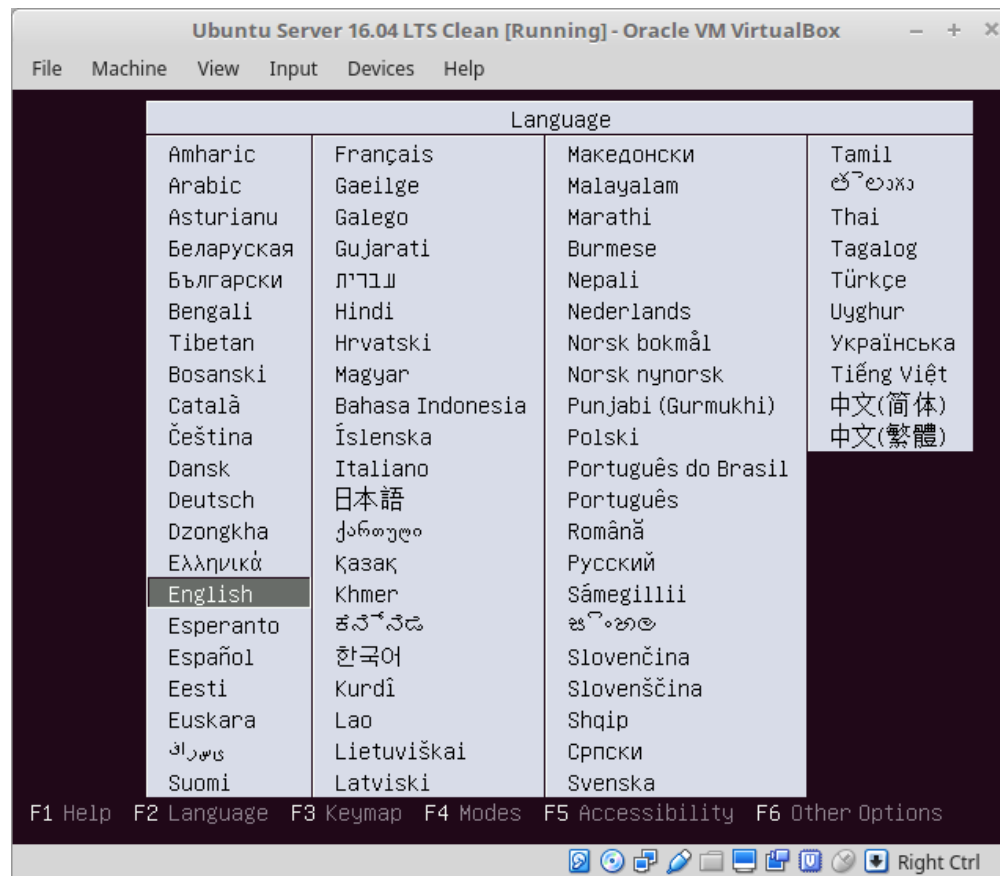 Ubuntu Server 16.04 LTS Clean [Running] - Oracle VM VirtualBox
File Machine View Input Devices Help
Language
Amharic
Arabic
Asturianu
Беларуская
Български
Bengali
Tibetan
Bosanski
Català
Čeština
Dansk
Deutsch
Dzongkha
Ελληνικά
English
Esperanto
Español
Eesti
Euskara
Suomi
Français
Gaeilge
Galego
Gujarati
עברית
Hindi
Hrvatski
Magyar
Bahasa Indonesia
Íslenska
Italiano
日本語
ქართული
Қазақ
Khmer
한국어
Kurdî
Lao
Lietuviškai
Latviski
Македонски
Malayalam
Marathi
Burmese
Nepali
Nederlands
Norsk bokmål
Norsk nynorsk
Punjabi (Gurmukhi)
Polski
Português do Brasil
Português
Română
Русский
Sámegillii
Slovenčina
Slovenščina
Shqip
Српски
Svenska
Tamil
Thai
Tagalog
Türkçe
Uyghur
Українська
Tiếng Việt
中文(简体)
中文(繁體)
F1 Help F2 Language F3 Keymap F4 Modes F5 Accessibility F6 Other Options
Right Ctrl